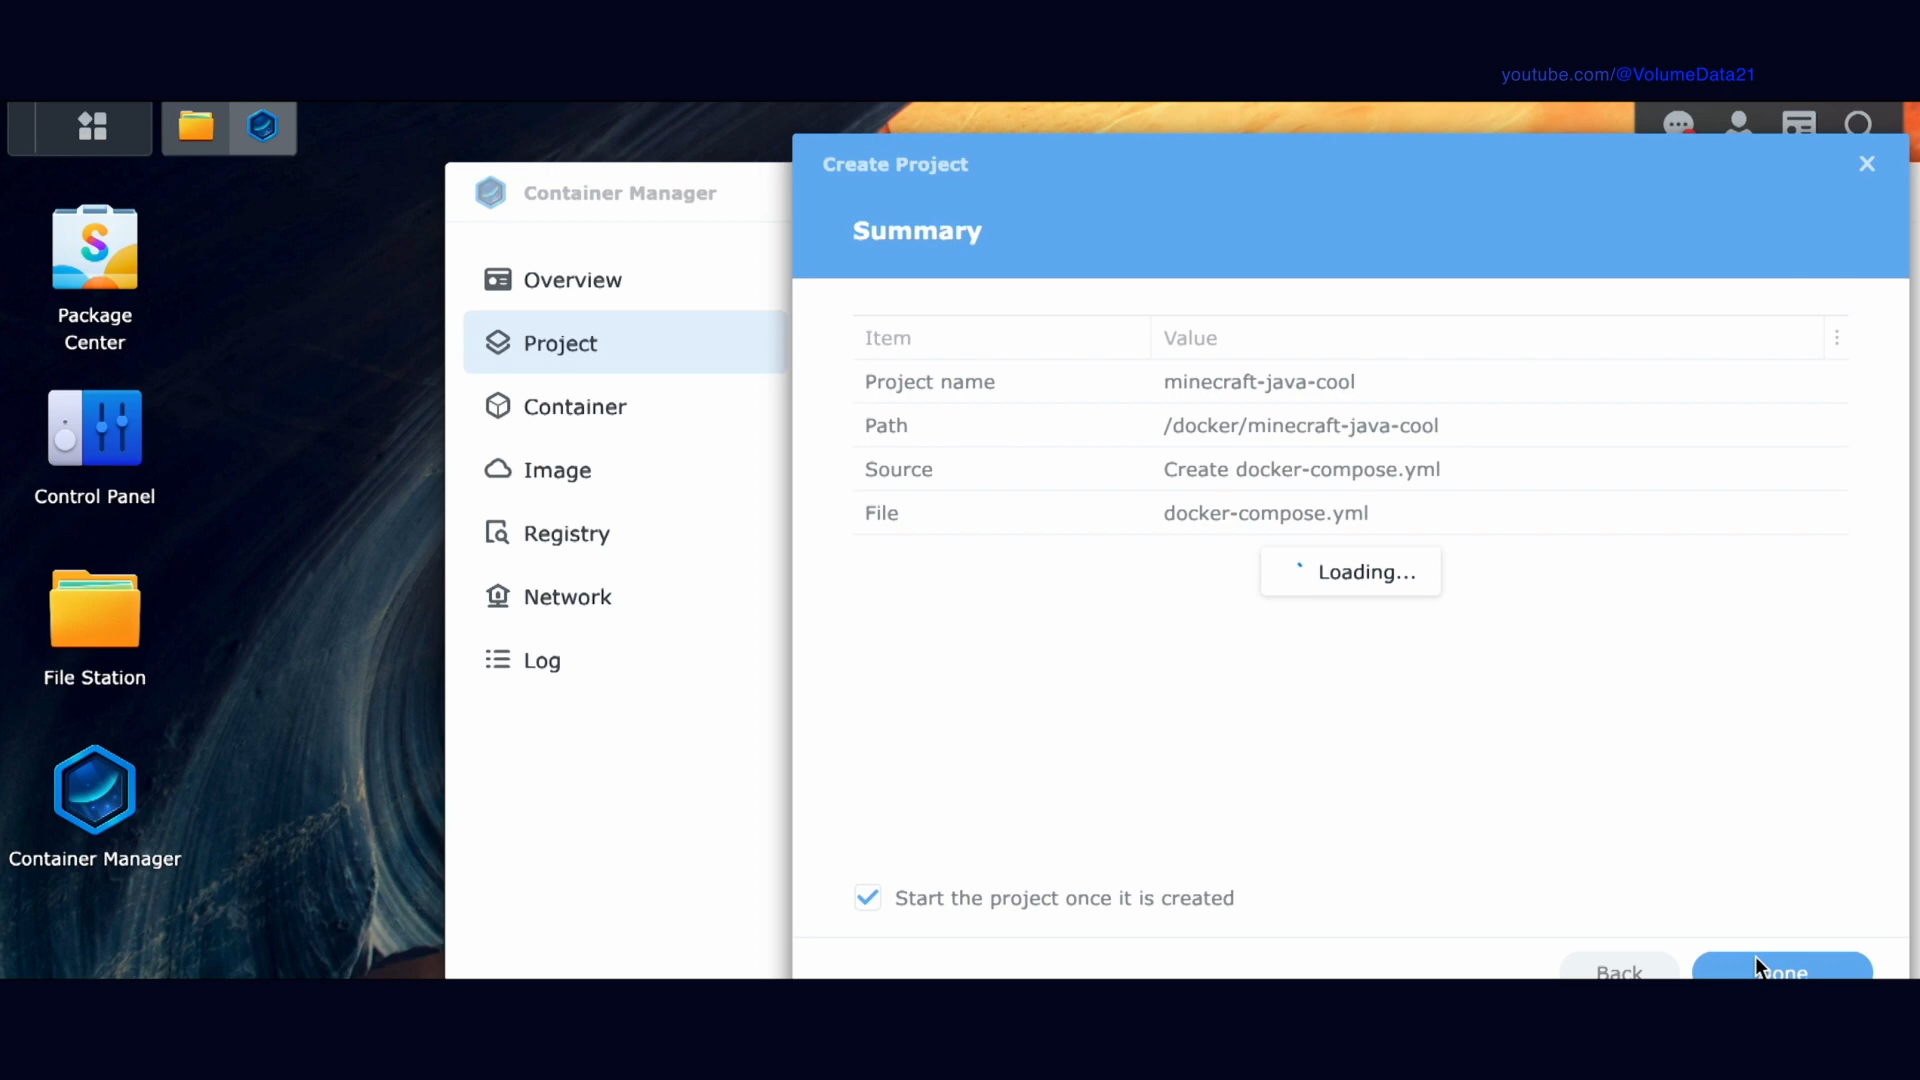 youtube.com/@VolumeData21
Package
Center
Control Panel
File Station
Container Manager
Container Manager
Overview
Project
Container
Image
Registry
Network
Log
Create Project
Summary
Item Value
Project name minecraft-java-cool
Path /docker/minecraft-java-cool
Source Create docker-compose.yml
File docker-compose.yml
Loading...
Start the project once it is created
Back